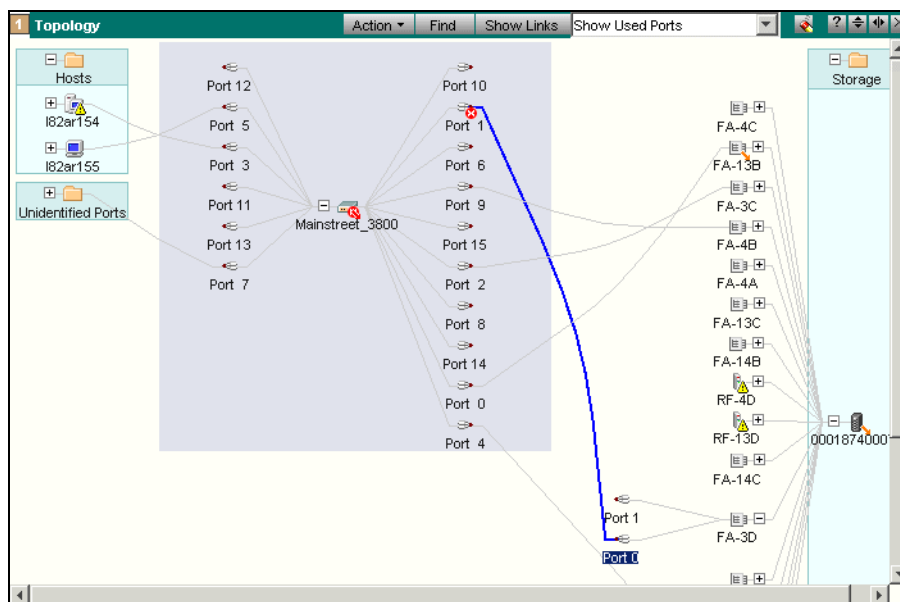 1 Topology Action Find Show Links Show Used Ports ?
Hosts
l82ar154
l82ar155
Unidentified Ports
Port 12
Port 5
Port 3
Port 11
Port 13
Port 7
Mainstreet_3800
Port 10
Port 1
Port 6
Port 9
Port 15
Port 2
Port 8
Port 14
Port 0
Port 4
Port 1
Port 0
FA-4C
FA-13B
FA-3C
FA-4B
FA-4A
FA-13C
FA-14B
RF-4D
RF-13D
FA-14C
FA-3D
Storage